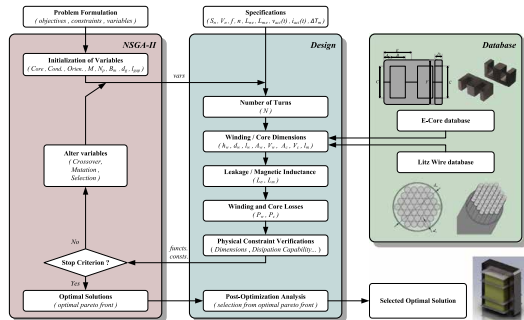 Problem Formulation
( objectives , constraints , variables )
Specifications
NSGA-II
Design
Database
Initialization of Variables
vars
Number of Turns
( N )
Winding / Core Dimensions
E-Core database
Litz Wire database
Alter variables
( Crossover,
Mutation ,
Selection )
Leakage / Magnetic Inductance
Winding and Core Losses
No
functs.
consts.
Physical Constraint Verifications
( Dimensions , Disipation Capability... )
Stop Criterion ?
Yes
Optimal Solutions
( optimal pareto front )
Post-Optimization Analysis
( selection from optimal pareto front )
Selected Optimal Solution